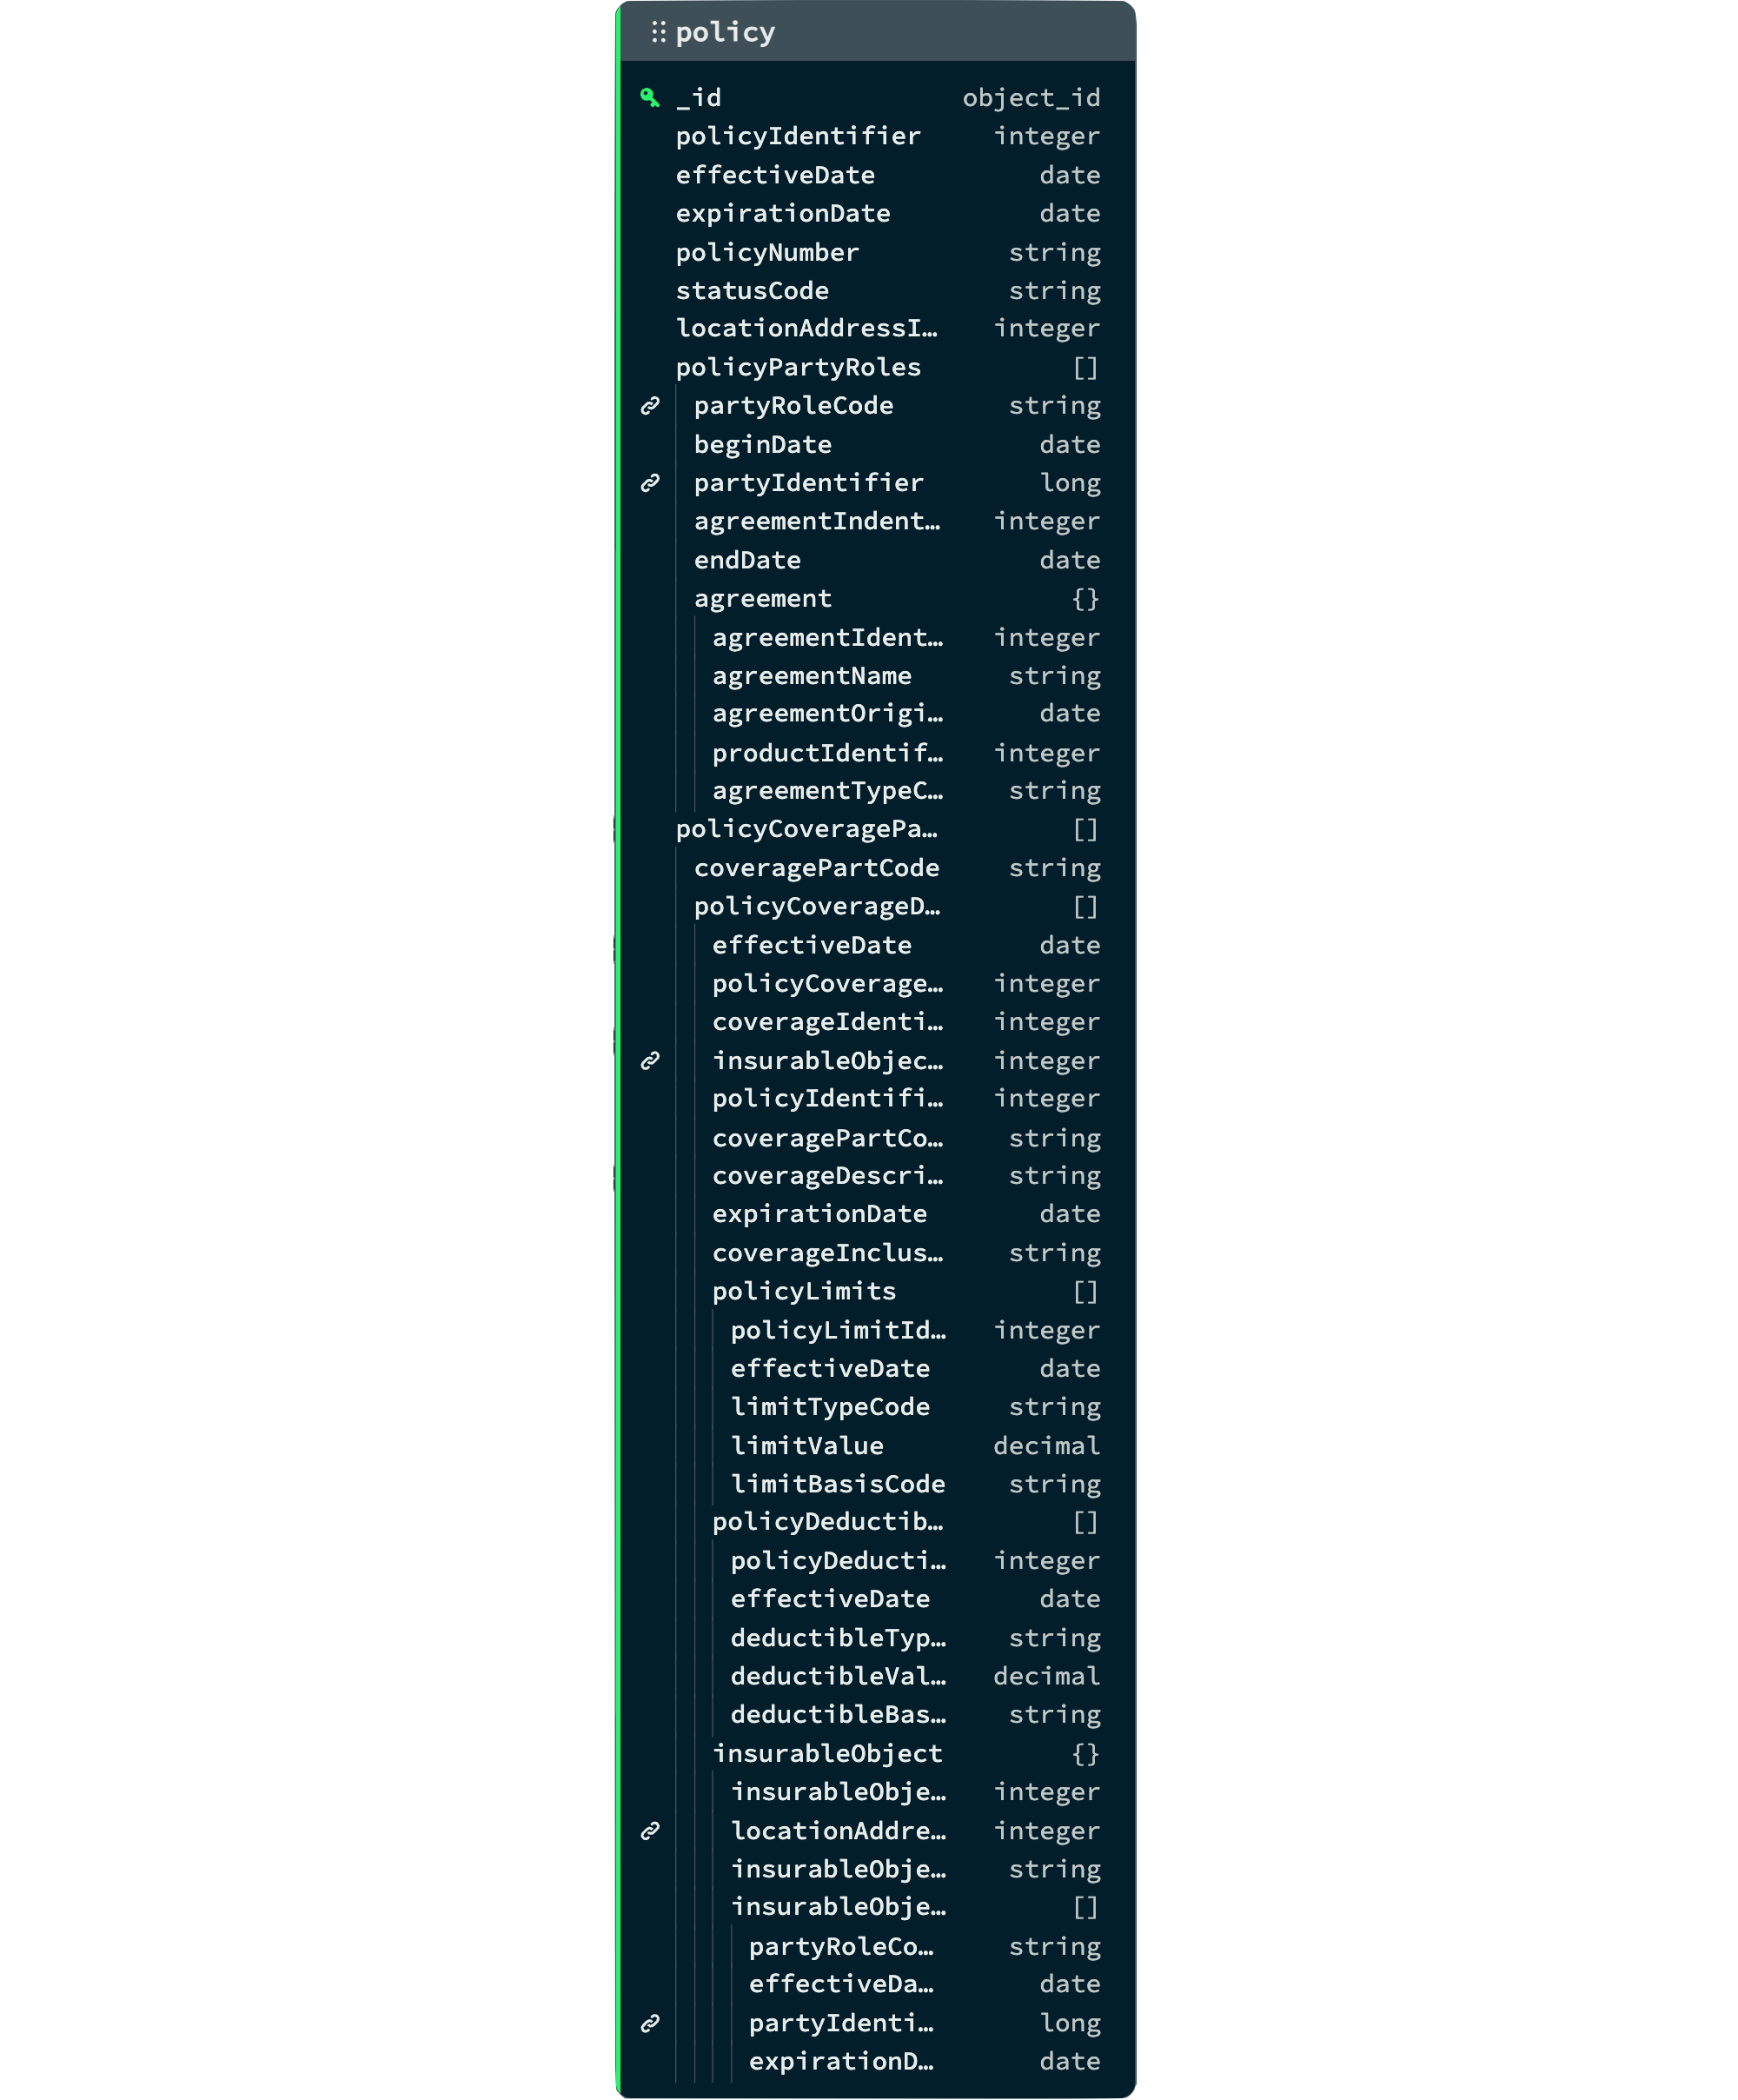 policy
_id object_id
policyIdentifier integer
effectiveDate date
expirationDate date
policyNumber string
statusCode string
locationAddressI… integer
policyPartyRoles []
partyRoleCode string
beginDate date
partyIdentifier long
agreementIndent… integer
endDate date
agreement {}
agreementIdent… integer
agreementName string
agreementOrigi… date
productIdentif… integer
agreementTypeC… string
policyCoveragePa… []
coveragePartCode string
policyCoverageD… []
effectiveDate date
policyCoverage… integer
coverageIdenti… integer
insurableObjec… integer
policyIdentifi… integer
coveragePartCo… string
coverageDescri… string
expirationDate date
coverageInclus… string
policyLimits []
policyLimitId… integer
effectiveDate date
limitTypeCode string
limitValue decimal
limitBasisCode string
policyDeductib… []
policyDeducti… integer
effectiveDate date
deductibleTyp… string
deductibleVal… decimal
deductibleBas… string
insurableObject {}
insurableObje… integer
locationAddre… integer
insurableObje… string
insurableObje… []
partyRoleCo… string
effectiveDa… date
partyIdenti… long
expirationD… date